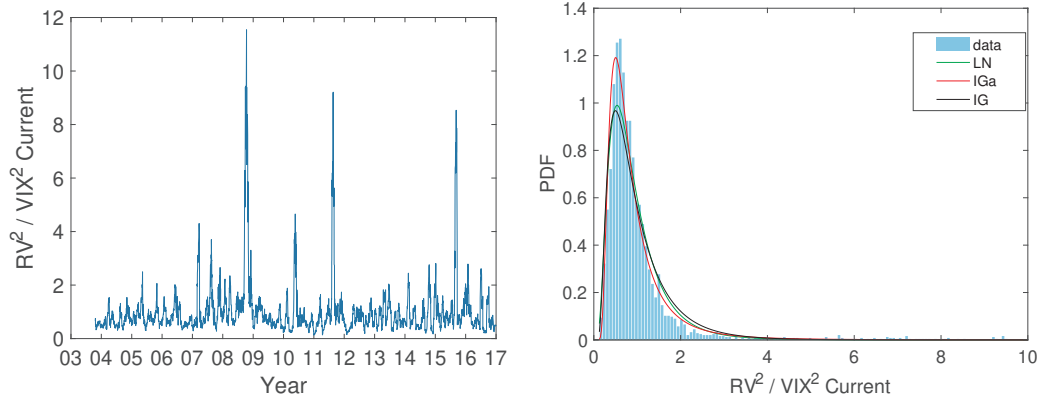 12
10
8
6
4
2
0
RV² / VIX² Current
03 04 05 06 07 08 09 10 11 12 13 14 15 16 17
Year
1.4
1.2
1
0.8
0.6
0.4
0.2
0
PDF
data
LN
IGa
IG
0 2 4 6 8 10
RV² / VIX² Current